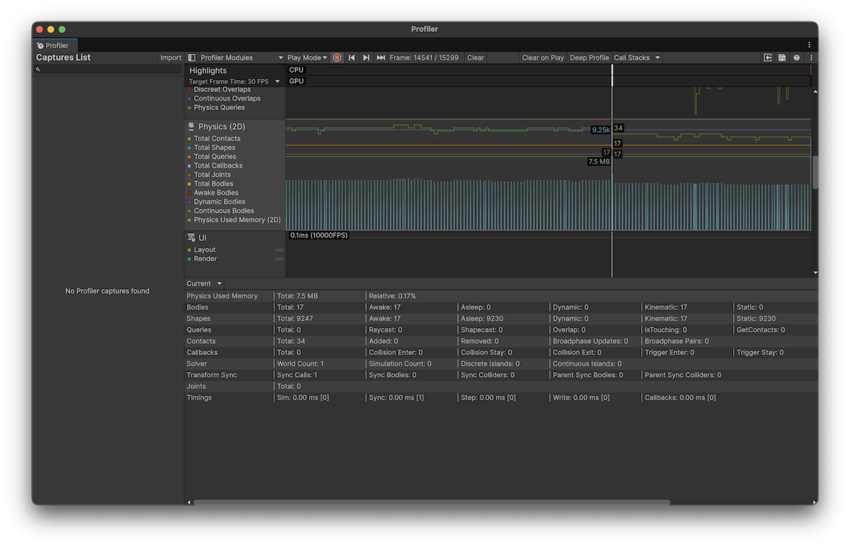 Profiler
Profiler
Captures List Import
Profiler Modules Play Mode Frame: 14541 / 15299 Clear Clear on Play Deep Profile Call Stacks
Highlights CPU
Target Frame Time: 30 FPS GPU
Discreet Overlaps
Continuous Overlaps
Physics Queries
Physics (2D) 9.25k 34
Total Contacts
Total Shapes 17
Total Queries 17 17
Total Callbacks 7.5 MB
Total Joints
Total Bodies
Awake Bodies
Dynamic Bodies
Continuous Bodies
Physics Used Memory (2D)
UI 0.1ms (10000FPS)
Layout
Render
No Profiler captures found
Current
Physics Used Memory | Total: 7.5 MB | Relative: 0.17%
Bodies | Total: 17 | Awake: 17 | Asleep: 0 | Dynamic: 0 | Kinematic: 17 | Static: 0
Shapes | Total: 9247 | Awake: 17 | Asleep: 9230 | Dynamic: 0 | Kinematic: 17 | Static: 9230
Queries | Total: 0 | Raycast: 0 | Shapecast: 0 | Overlap: 0 | IsTouching: 0 | GetContacts: 0
Contacts | Total: 34 | Added: 0 | Removed: 0 | Broadphase Updates: 0 | Broadphase Pairs: 0
Callbacks | Total: 0 | Collision Enter: 0 | Collision Stay: 0 | Collision Exit: 0 | Trigger Enter: 0 | Trigger Stay: 0
Solver | World Count: 1 | Simulation Count: 0 | Discrete Islands: 0 | Continuous Islands: 0
Transform Sync | Sync Calls: 1 | Sync Bodies: 0 | Sync Colliders: 0 | Parent Sync Bodies: 0 | Parent Sync Colliders: 0
Joints | Total: 0
Timings | Sim: 0.00 ms [0] | Sync: 0.00 ms [1] | Step: 0.00 ms [0] | Write: 0.00 ms [0] | Callbacks: 0.00 ms [0]